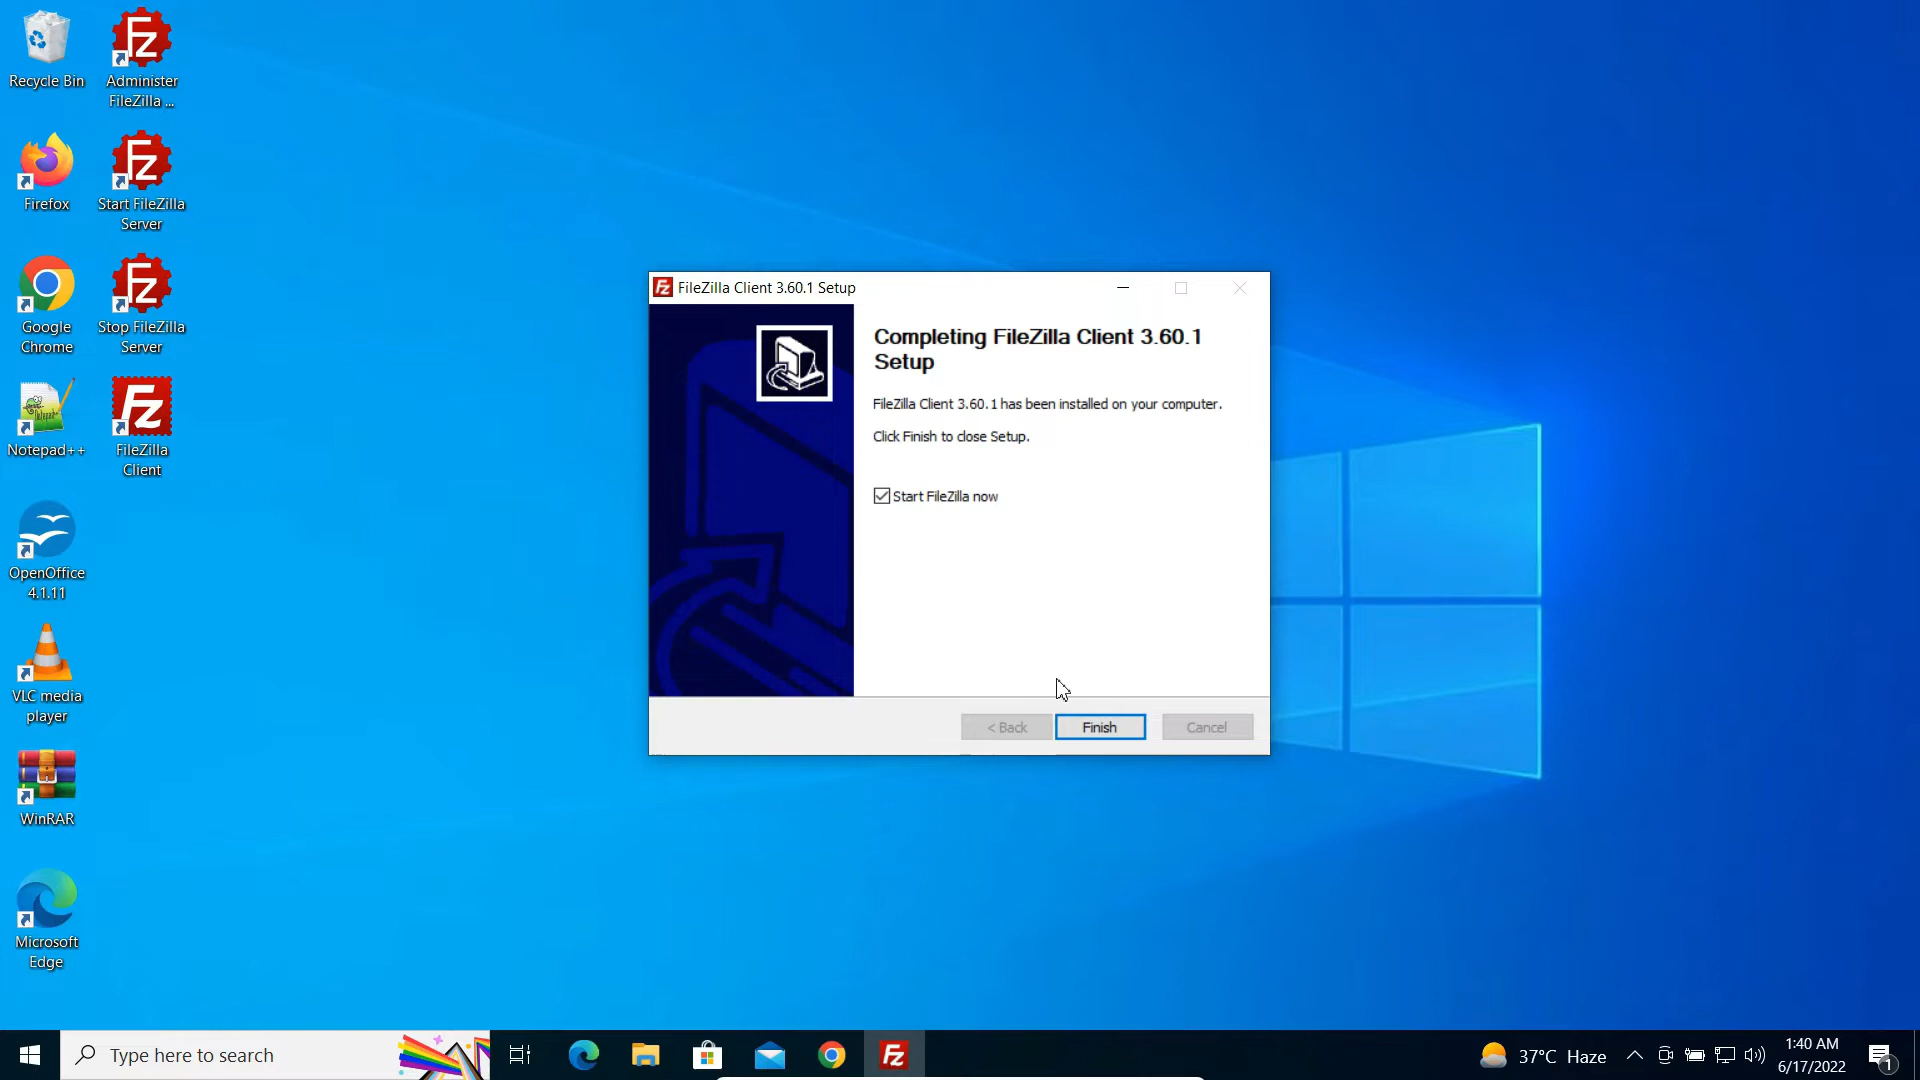 Recycle Bin
Administer
FileZilla ...
Firefox
Start FileZilla
Server
Google
Chrome
Stop FileZilla
Server
Notepad++
FileZilla
Client
OpenOffice
4.1.11
VLC media
player
WinRAR
Microsoft
Edge
FileZilla Client 3.60.1 Setup
Completing FileZilla Client 3.60.1
Setup
FileZilla Client 3.60.1 has been installed on your computer.
Click Finish to close Setup.
Start FileZilla now
< Back
Finish
Cancel
Type here to search
37°C Haze
1:40 AM
6/17/2022
1